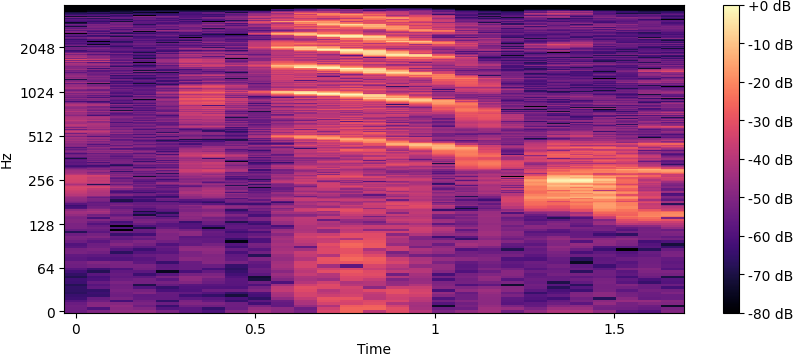 +0 dB
2048
-10 dB
1024
-20 dB
512
-30 dB
Hz
256
-40 dB
128
-50 dB
64
-60 dB
0
-70 dB
-80 dB
0 0.5 1 1.5
Time